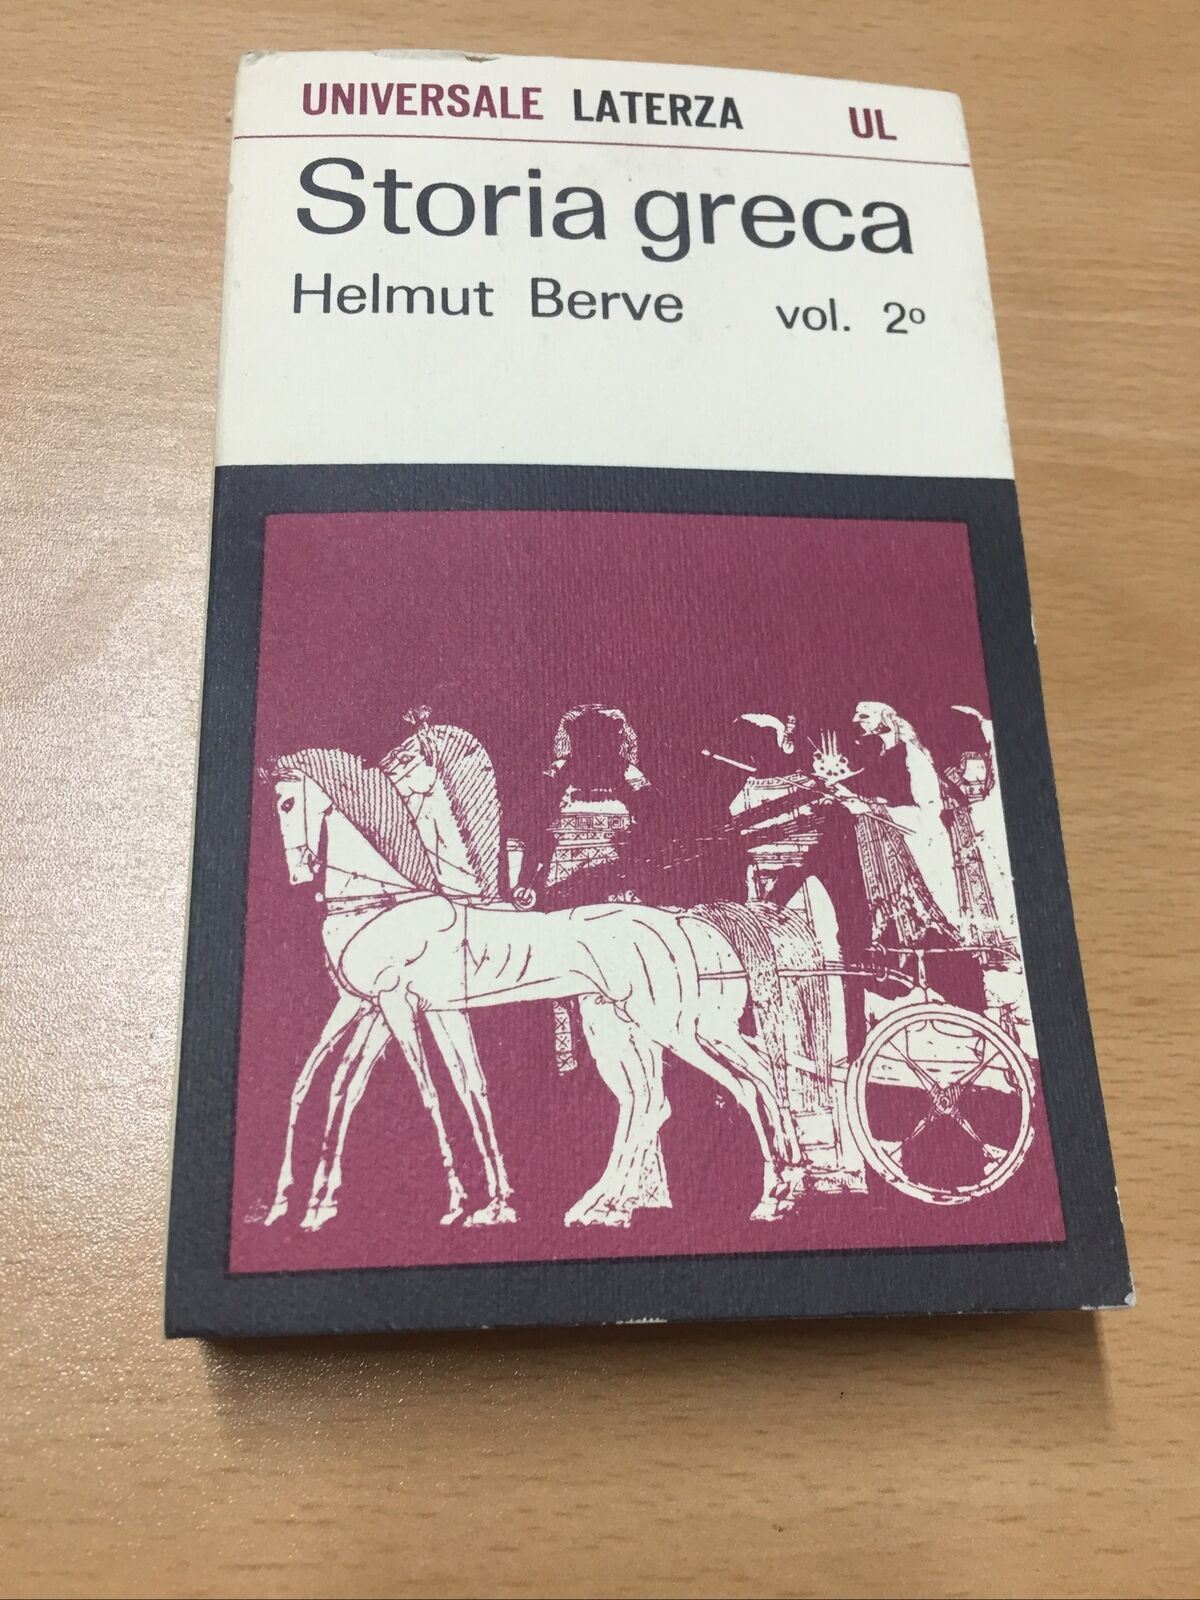 UNIVERSALE LATERZA UL
Storia greca
Helmut Berve vol. 2º